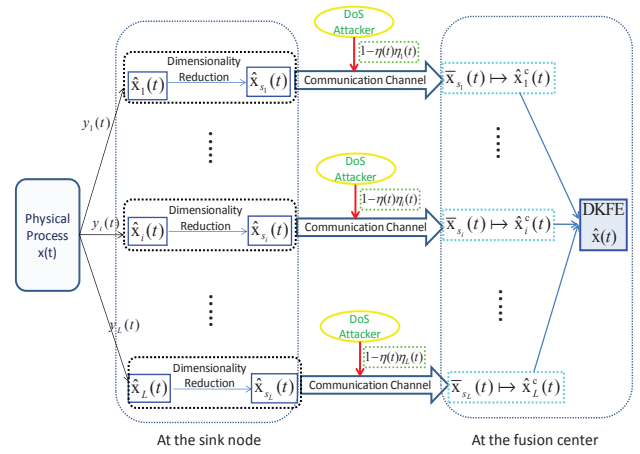 DoS
Attacker
1−η(t)η₁(t)
Dimensionality
Reduction
x̂₁(t)
x̂ₛ₁(t)
Communication Channel
x̄ₛ₁(t) ↦ x̂₁ᶜ(t)
y₁(t)
DoS
Attacker
1−η(t)ηᵢ(t)
Physical
Process
x(t)
yᵢ(t)
Dimensionality
Reduction
x̂ᵢ(t)
x̂ₛᵢ(t)
Communication Channel
x̄ₛᵢ(t) ↦ x̂ᵢᶜ(t)
DKFE
x̂(t)
y_L(t)
DoS
Attacker
1−η(t)η_L(t)
Dimensionality
Reduction
x̂_L(t)
x̂_{s_L}(t)
Communication Channel
x̄_{s_L}(t) ↦ x̂_L^c(t)
At the sink node
At the fusion center